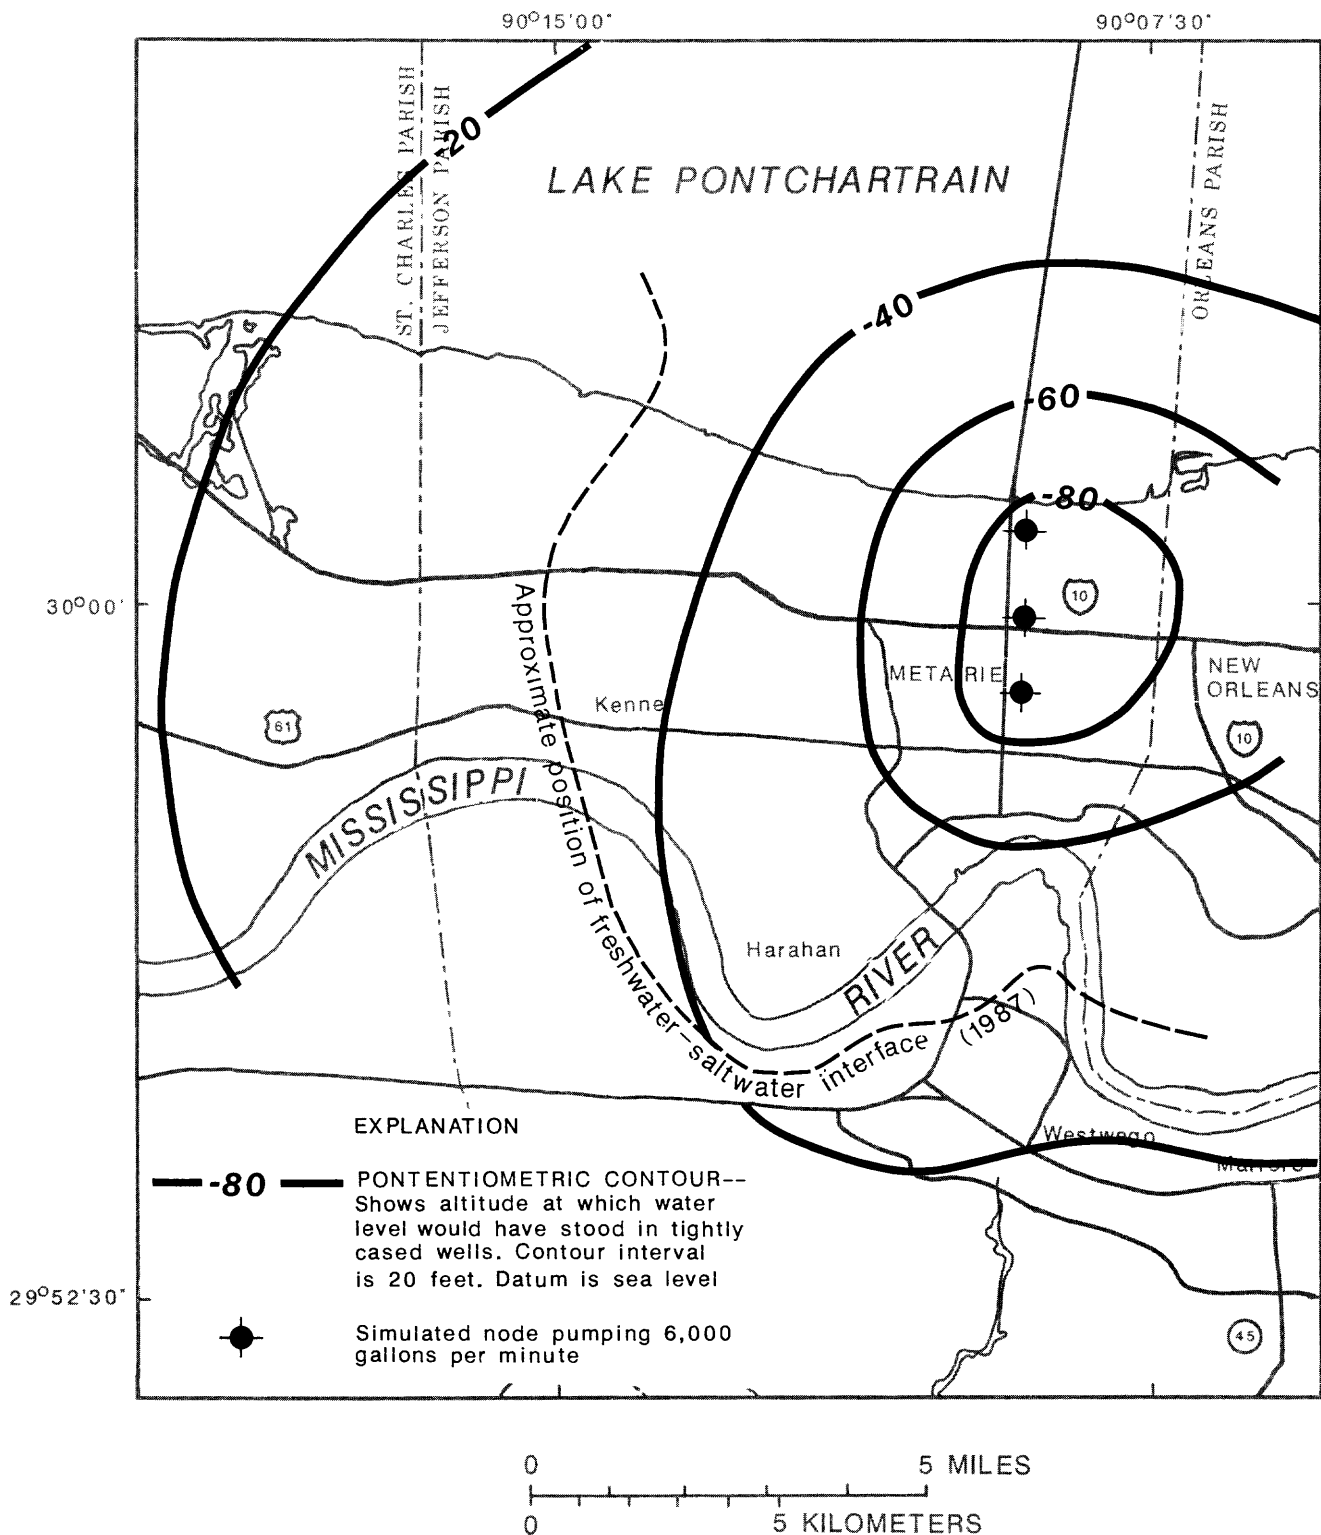 90°15'00"
90°07'30"
ST. CHARLES PARISH
JEFFERSON PARISH
ORLEANS PARISH
-20
LAKE PONTCHARTRAIN
-40
-60
-80
10
30°00'
METAIRIE
NEW
ORLEANS
Kenne
61
10
MISSISSIPPI
Approximate position of freshwater-saltwater interface (1987)
Harahan
RIVER
Westwego
Marrero
EXPLANATION
-80
PONTENTIOMETRIC CONTOUR--
Shows altitude at which water
level would have stood in tightly
cased wells. Contour interval
is 20 feet. Datum is sea level
29°52'30"
Simulated node pumping 6,000
gallons per minute
45
0 5 MILES
0 5 KILOMETERS